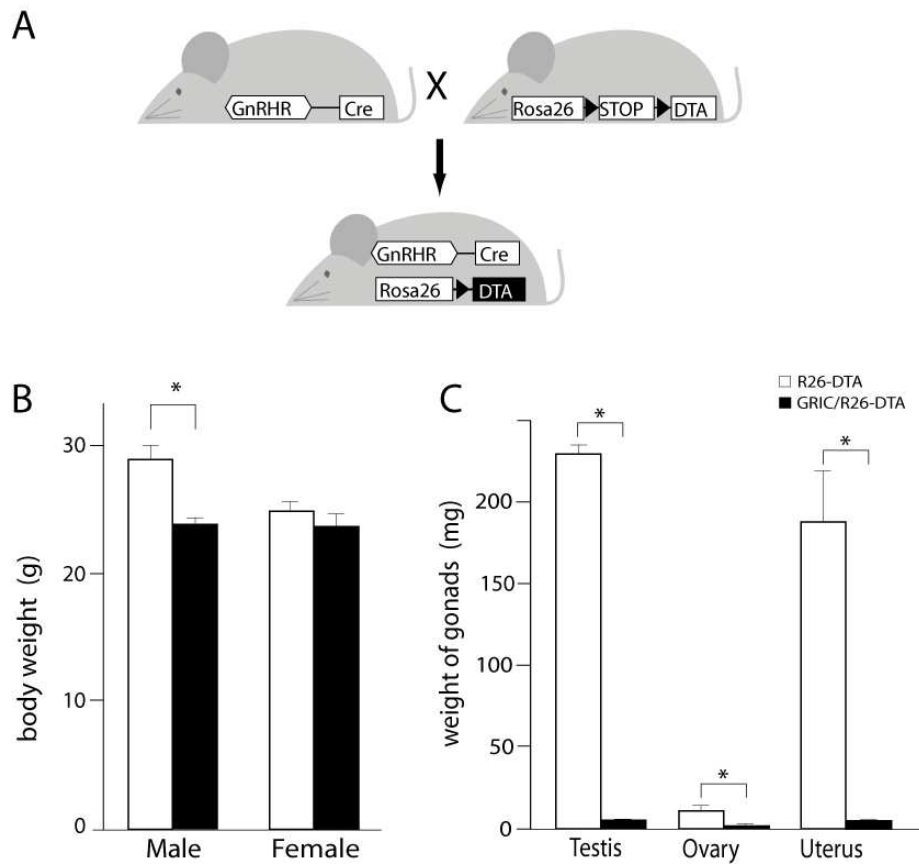 A
GnRHR Cre X Rosa26 STOP DTA
GnRHR Cre
Rosa26 DTA
B
body weight (g)
30
20
10
0
*
Male Female
C
R26-DTA
GRIC/R26-DTA
weight of gonads (mg)
200
150
100
50
0
*
*
*
Testis Ovary Uterus